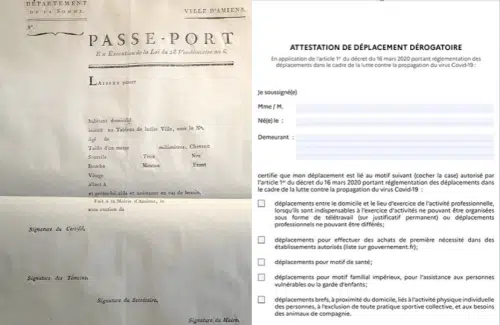 DÉPARTEMENT
DE LA SOMME.
VILLE D'AMIENS.
N°.
PASSE-PORT
En Execution de la Loi du 28 Vendémiaire an 6.
LAISSEZ passer
habitant domicilié
inscrit au Tableau de ladite Ville, sous le N°.
âgé de
Taille d'un metre millimètres, Cheveux
Sourcils Yeux Nez
Bouche Menton Front
Visage
allant à
et prêtez-lui aide et assistance en cas de besoin.
Fait à la Mairie d'Amiens, le
Signature du Certifié,
Signature des Témoins,
Signature du Secrétaire,
Signature du Maire,
ATTESTATION DE DÉPLACEMENT DÉROGATOIRE
En application de l'article 1er du décret du 16 mars 2020 portant réglementation des
déplacements dans le cadre de la lutte contre la propagation du virus Covid-19 :
Je soussigné(e)
Mme / M.
Né(e) le :
Demeurant :
certifie que mon déplacement est lié au motif suivant (cocher la case) autorisé par
l'article 1er du décret du 16 mars 2020 portant réglementation des déplacements dans
le cadre de la lutte contre la propagation du virus Covid-19 :
déplacements entre le domicile et le lieu d'exercice de l'activité professionnelle,
lorsqu'ils sont indispensables à l'exercice d'activités ne pouvant être organisées
sous forme de télétravail (sur justificatif permanent) ou déplacements
professionnels ne pouvant être différés;
déplacements pour effectuer des achats de première nécessité dans des
établissements autorisés (liste sur gouvernement.fr);
déplacements pour motif de santé;
déplacements pour motif familial impérieux, pour l'assistance aux personnes
vulnérables ou la garde d'enfants;
déplacements brefs, à proximité du domicile, liés à l'activité physique individuelle
des personnes, à l'exclusion de toute pratique sportive collective, et aux besoins
des animaux de compagnie.